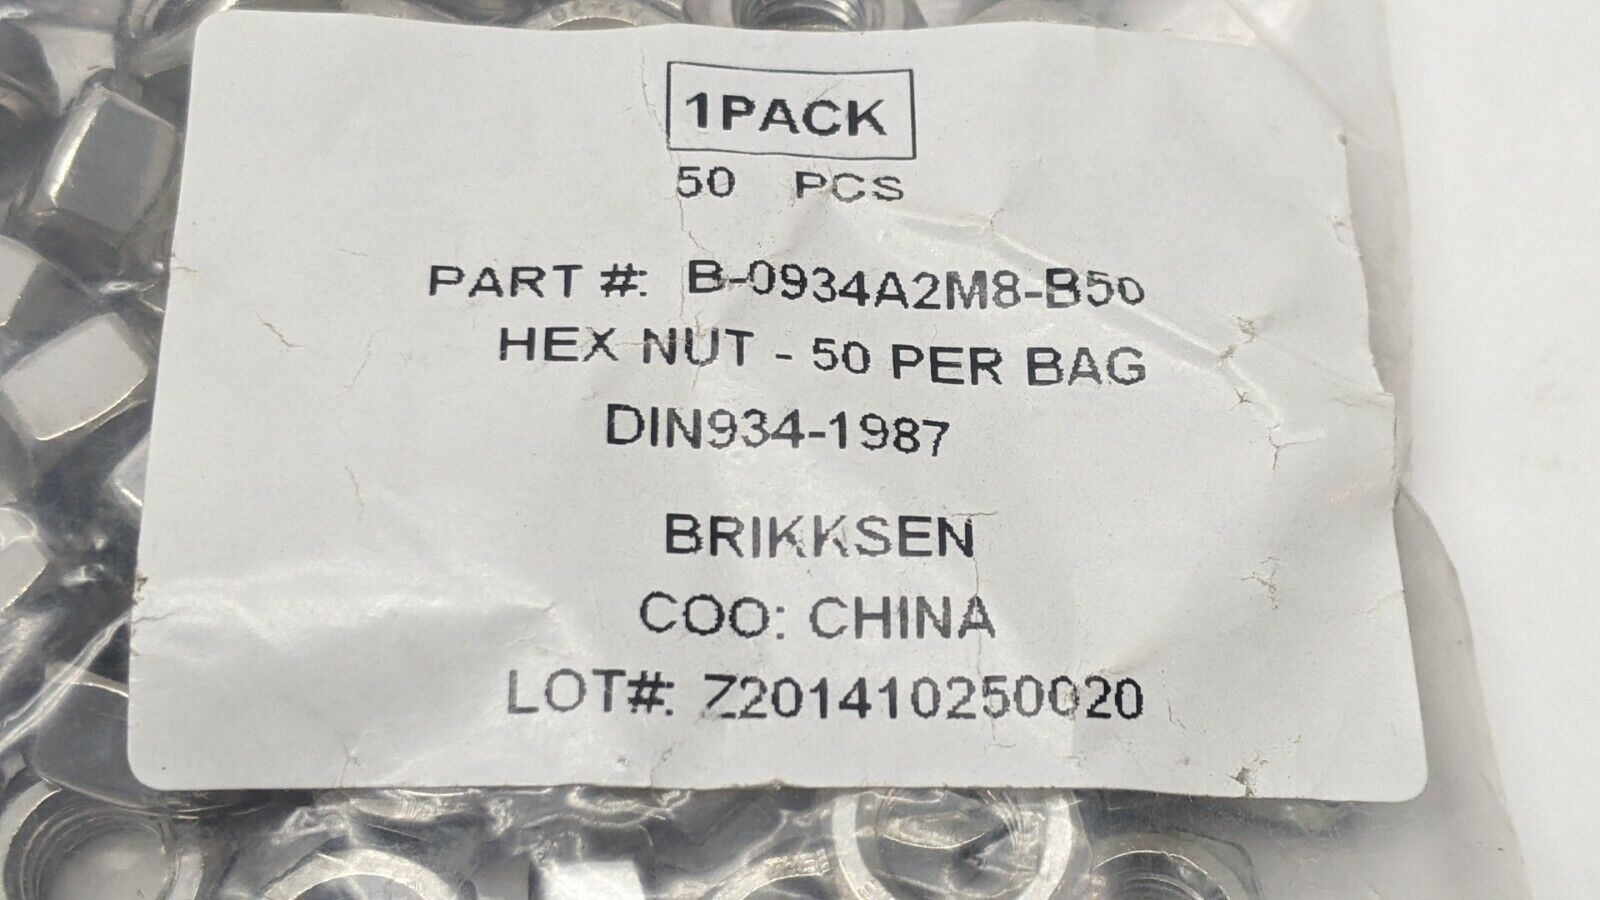 1PACK
50 PCS
PART #: B-0934A2M8-B50
HEX NUT - 50 PER BAG
DIN934-1987
BRIKKSEN
COO: CHINA
LOT#: Z201410250020